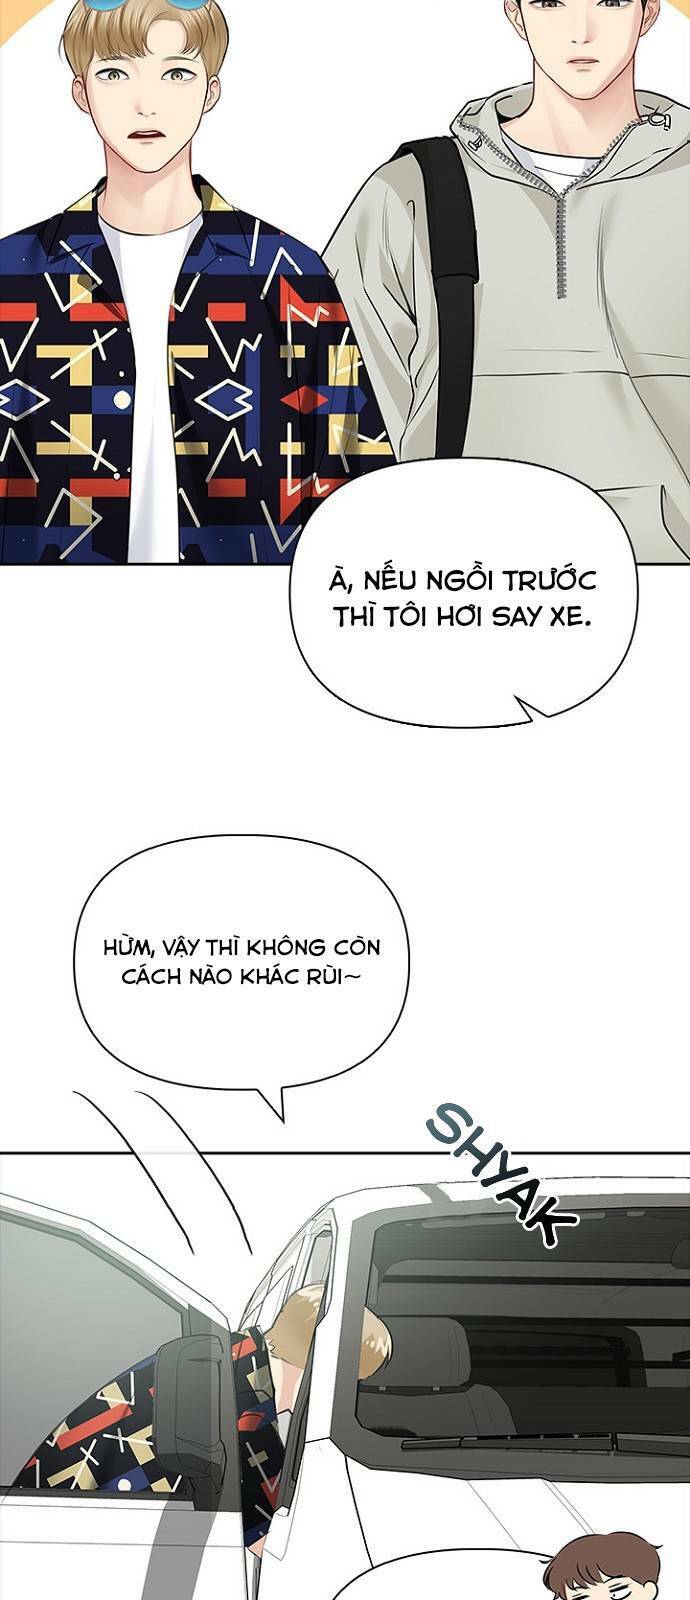 À, NẾU NGỒI TRƯỚC
THÌ TÔI HƠI SAY XE.
HỪM, VẬY THÌ KHÔNG CÒN
CÁCH NÀO KHÁC RÙI~
SHYAK